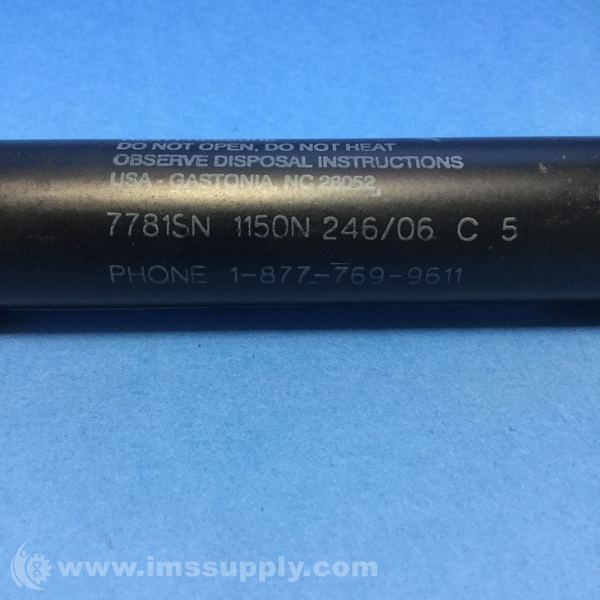 DO NOT OPEN, DO NOT HEAT
OBSERVE DISPOSAL INSTRUCTIONS
USA - GASTONIA, NC 28052
7781SN 1150N 246/06 C 5
PHONE 1-877-769-9611
www.imssupply.com